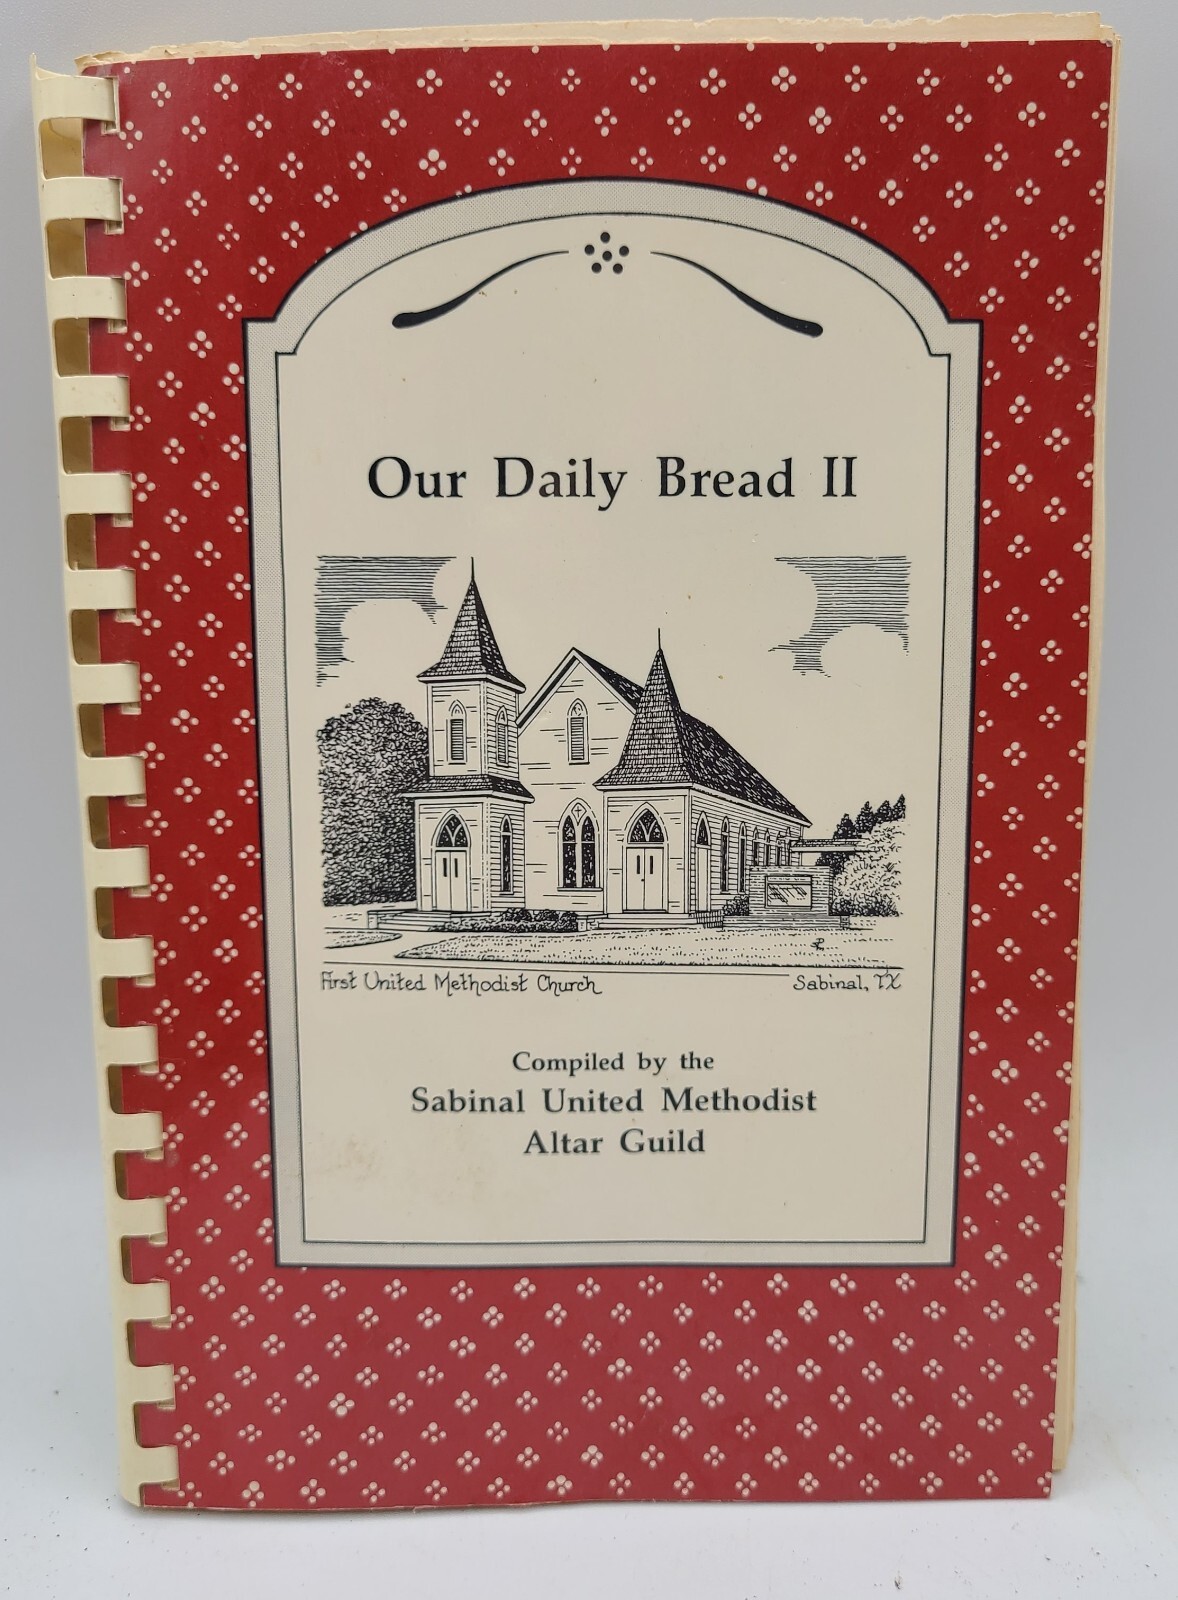 Our Daily Bread II
First United Methodist Church
Sabinal, TX
Compiled by the
Sabinal United Methodist
Altar Guild